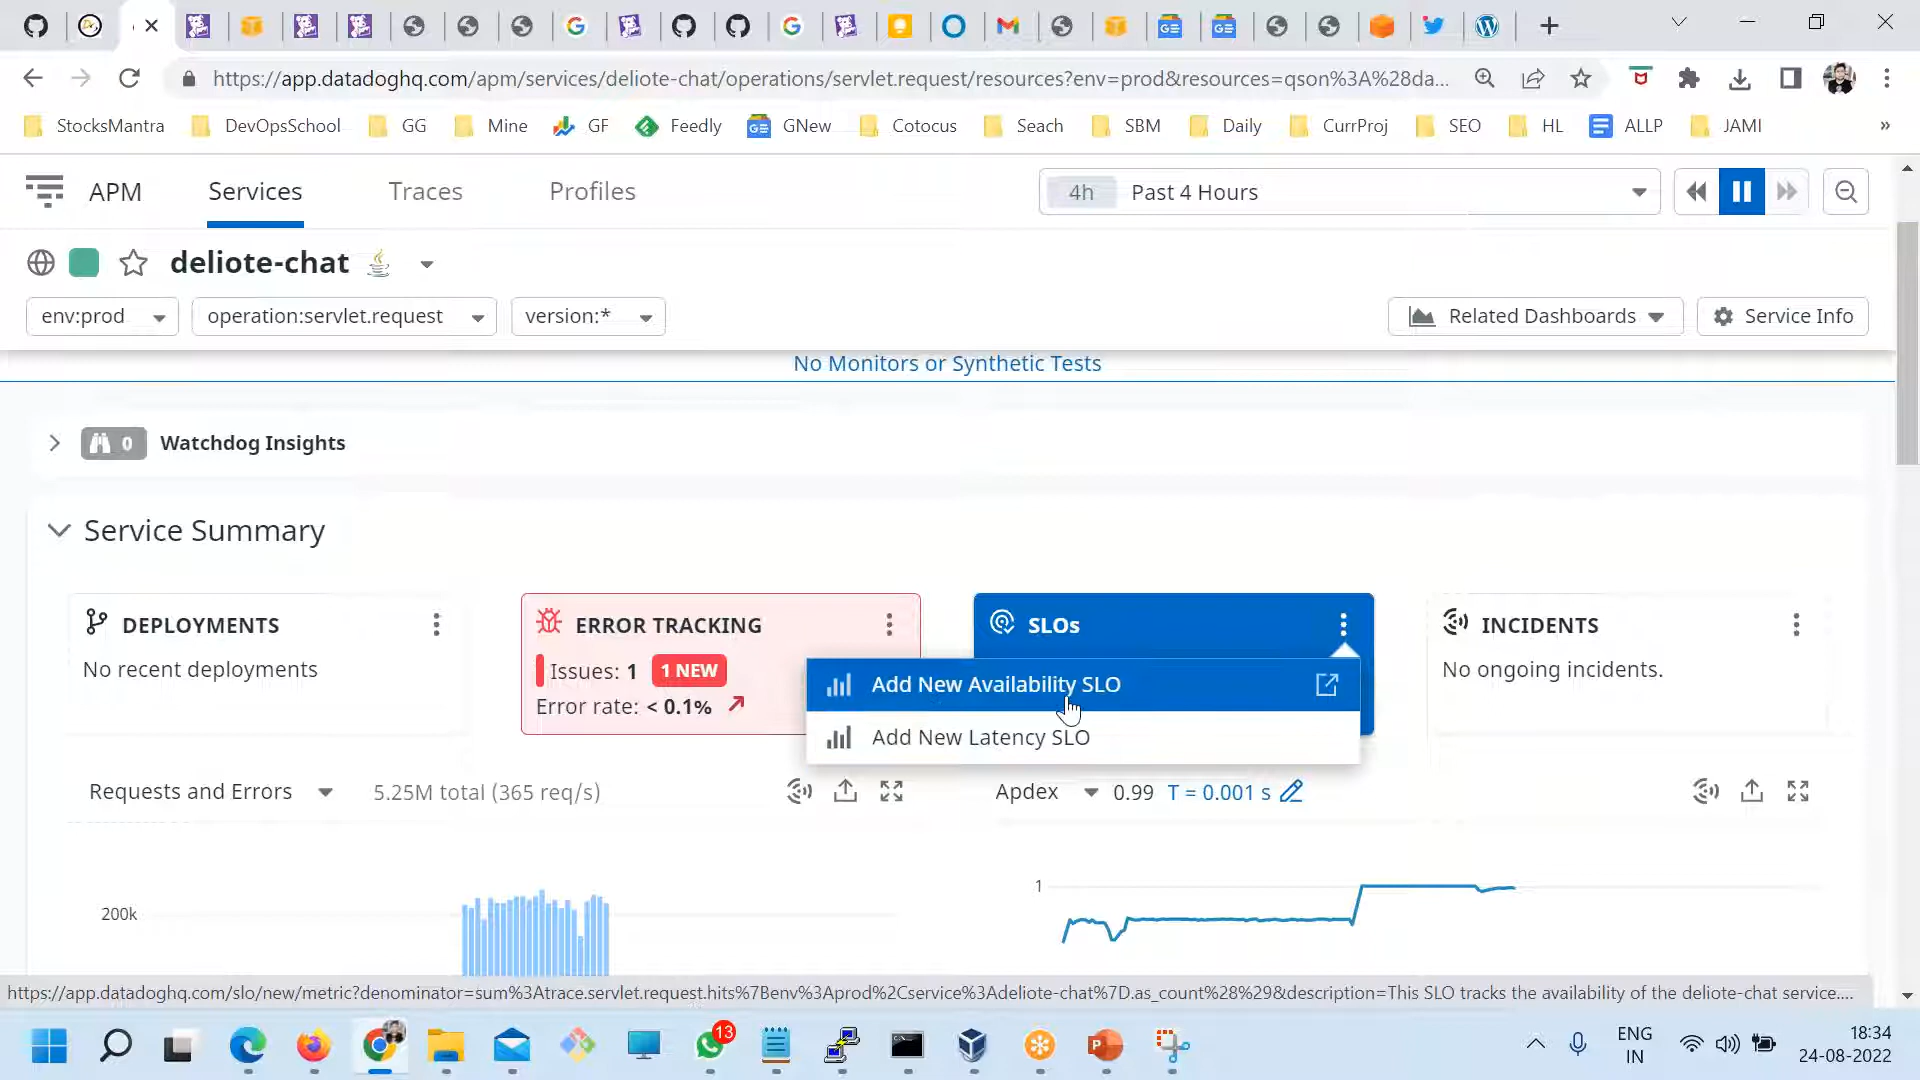 https://app.datadoghq.com/apm/services/deliote-chat/operations/servlet.request/resources?env=prod&resources=qson%3A%28da...
StocksMantra
DevOpsSchool
GG
Mine
GF
Feedly
GE
GNew
Cotocus
Seach
SBM
Daily
CurrProj
SEO
HL
ALLP
JAMI
»
APM
Services
Traces
Profiles
4h
Past 4 Hours
deliote-chat
env:prod
operation:servlet.request
version:*
Related Dashboards
Service Info
No Monitors or Synthetic Tests
0
Watchdog Insights
Service Summary
DEPLOYMENTS
No recent deployments
ERROR TRACKING
Issues: 1
1 NEW
Error rate: < 0.1%
SLOs
Add New Availability SLO
Add New Latency SLO
INCIDENTS
No ongoing incidents.
Requests and Errors
5.25M total (365 req/s)
200k
Apdex
0.99
T = 0.001 s
1
https://app.datadoghq.com/slo/new/metric?denominator=sum%3Atrace.servlet.request.hits%7Benv%3Aprod%2Cservice%3Adeliote-chat%7D.as_count%28%29&description=This SLO tracks the availability of the deliote-chat service....
13
ENG
IN
18:34
24-08-2022